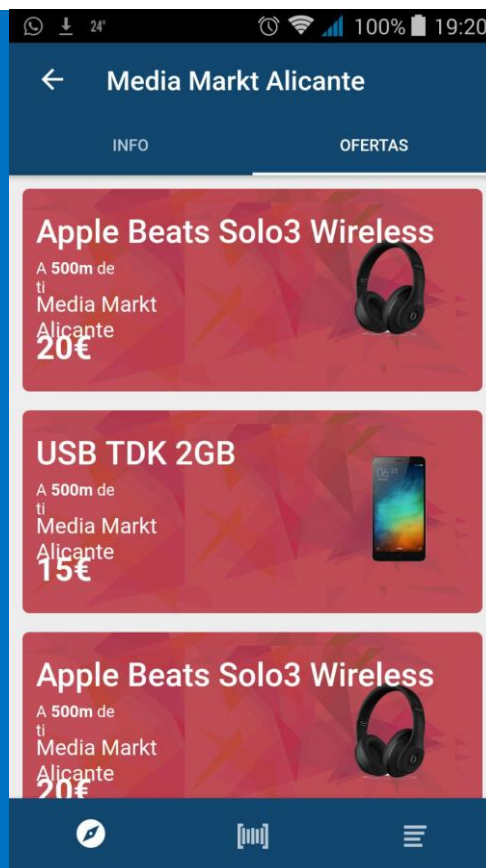 24°
100% 19:20
Media Markt Alicante
INFO
OFERTAS
Apple Beats Solo3 Wireless
A 500m de
ti
Media Markt
Alicante
20€
USB TDK 2GB
A 500m de
ti
Media Markt
Alicante
15€
Apple Beats Solo3 Wireless
A 500m de
ti
Media Markt
Alicante
20€